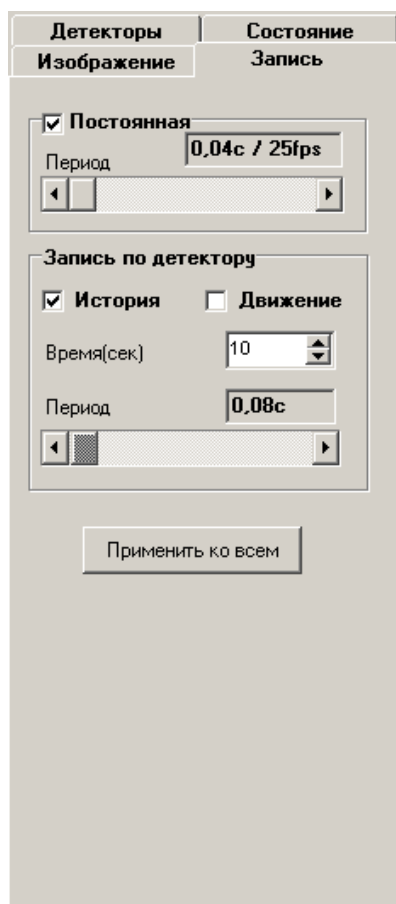 Детекторы Состояние
Изображение Запись
Постоянная
Период 0,04с / 25fps
Запись по детектору
История Движение
Время(сек) 10
Период 0,08с
Применить ко всем